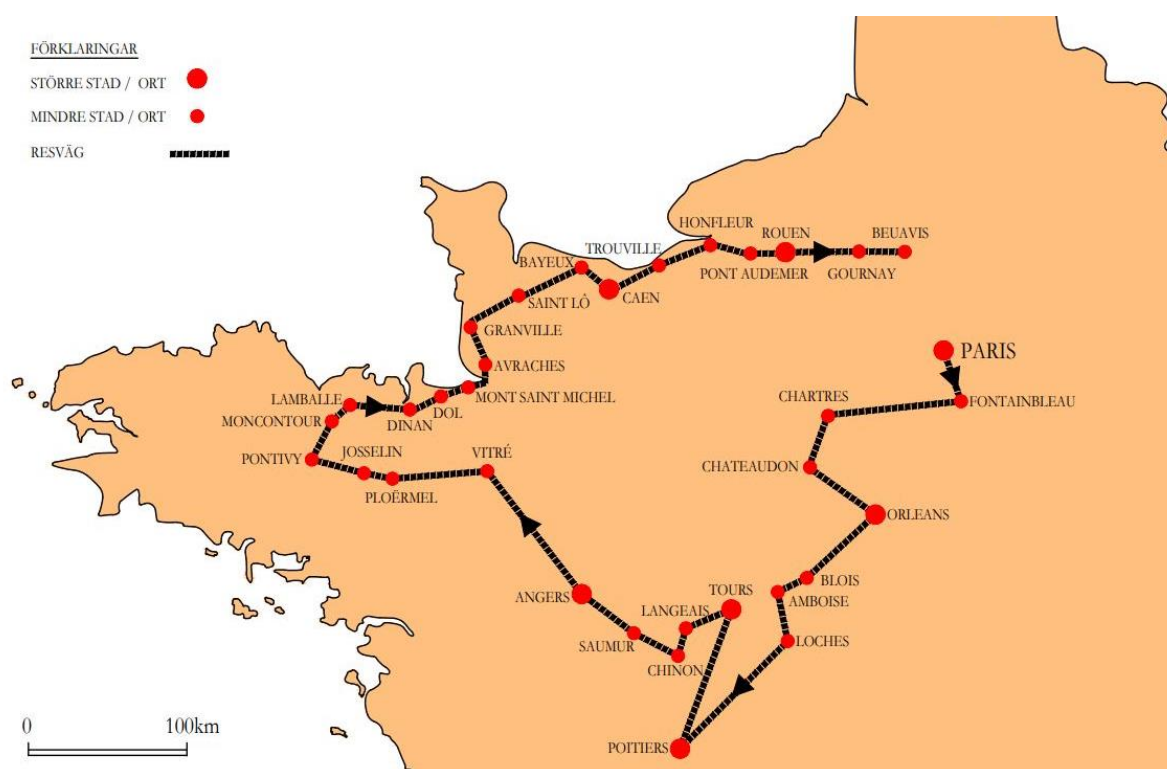 FÖRKLARINGAR
STÖRRE STAD / ORT
MINDRE STAD / ORT
RESVÄG
HONFLEUR
ROUEN
BEUAVIS
TROUVILLE
BAYEUX
PONT AUDEMER
GOURNAY
SAINT LÔ
CAEN
GRANVILLE
PARIS
AVRACHES
MONT SAINT MICHEL
LAMBALLE
DOL
CHARTRES
FONTAINBLEAU
MONCONTOUR
DINAN
JOSSELIN
VITRÉ
PONTIVY
CHATEAUDON
PLOËRMEL
ORLEANS
BLOIS
TOURS
ANGERS
AMBOISE
LANGEAIS
SAUMUR
LOCHES
CHINON
0 100km
POITIERS